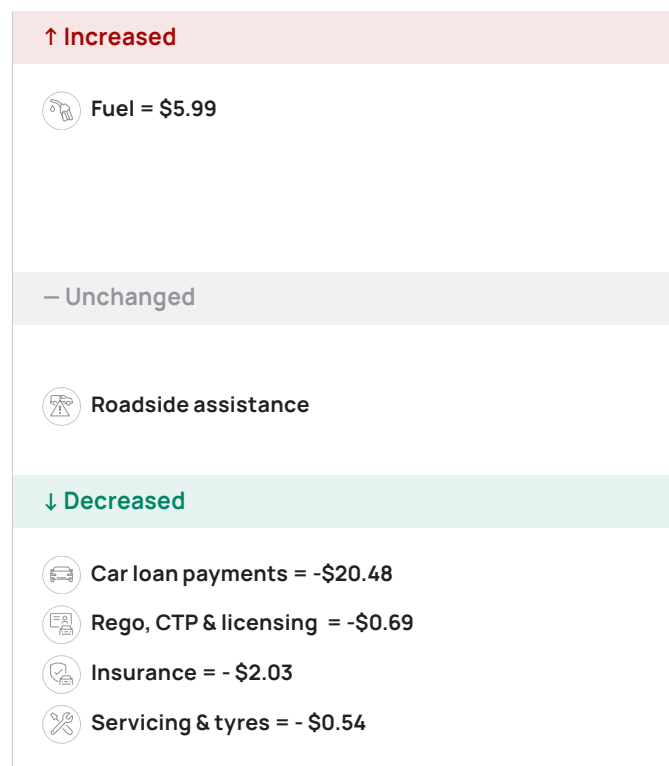 ↑ Increased
Fuel = $5.99
— Unchanged
Roadside assistance
↓ Decreased
Car loan payments = -$20.48
Rego, CTP & licensing = -$0.69
Insurance = - $2.03
Servicing & tyres = - $0.54